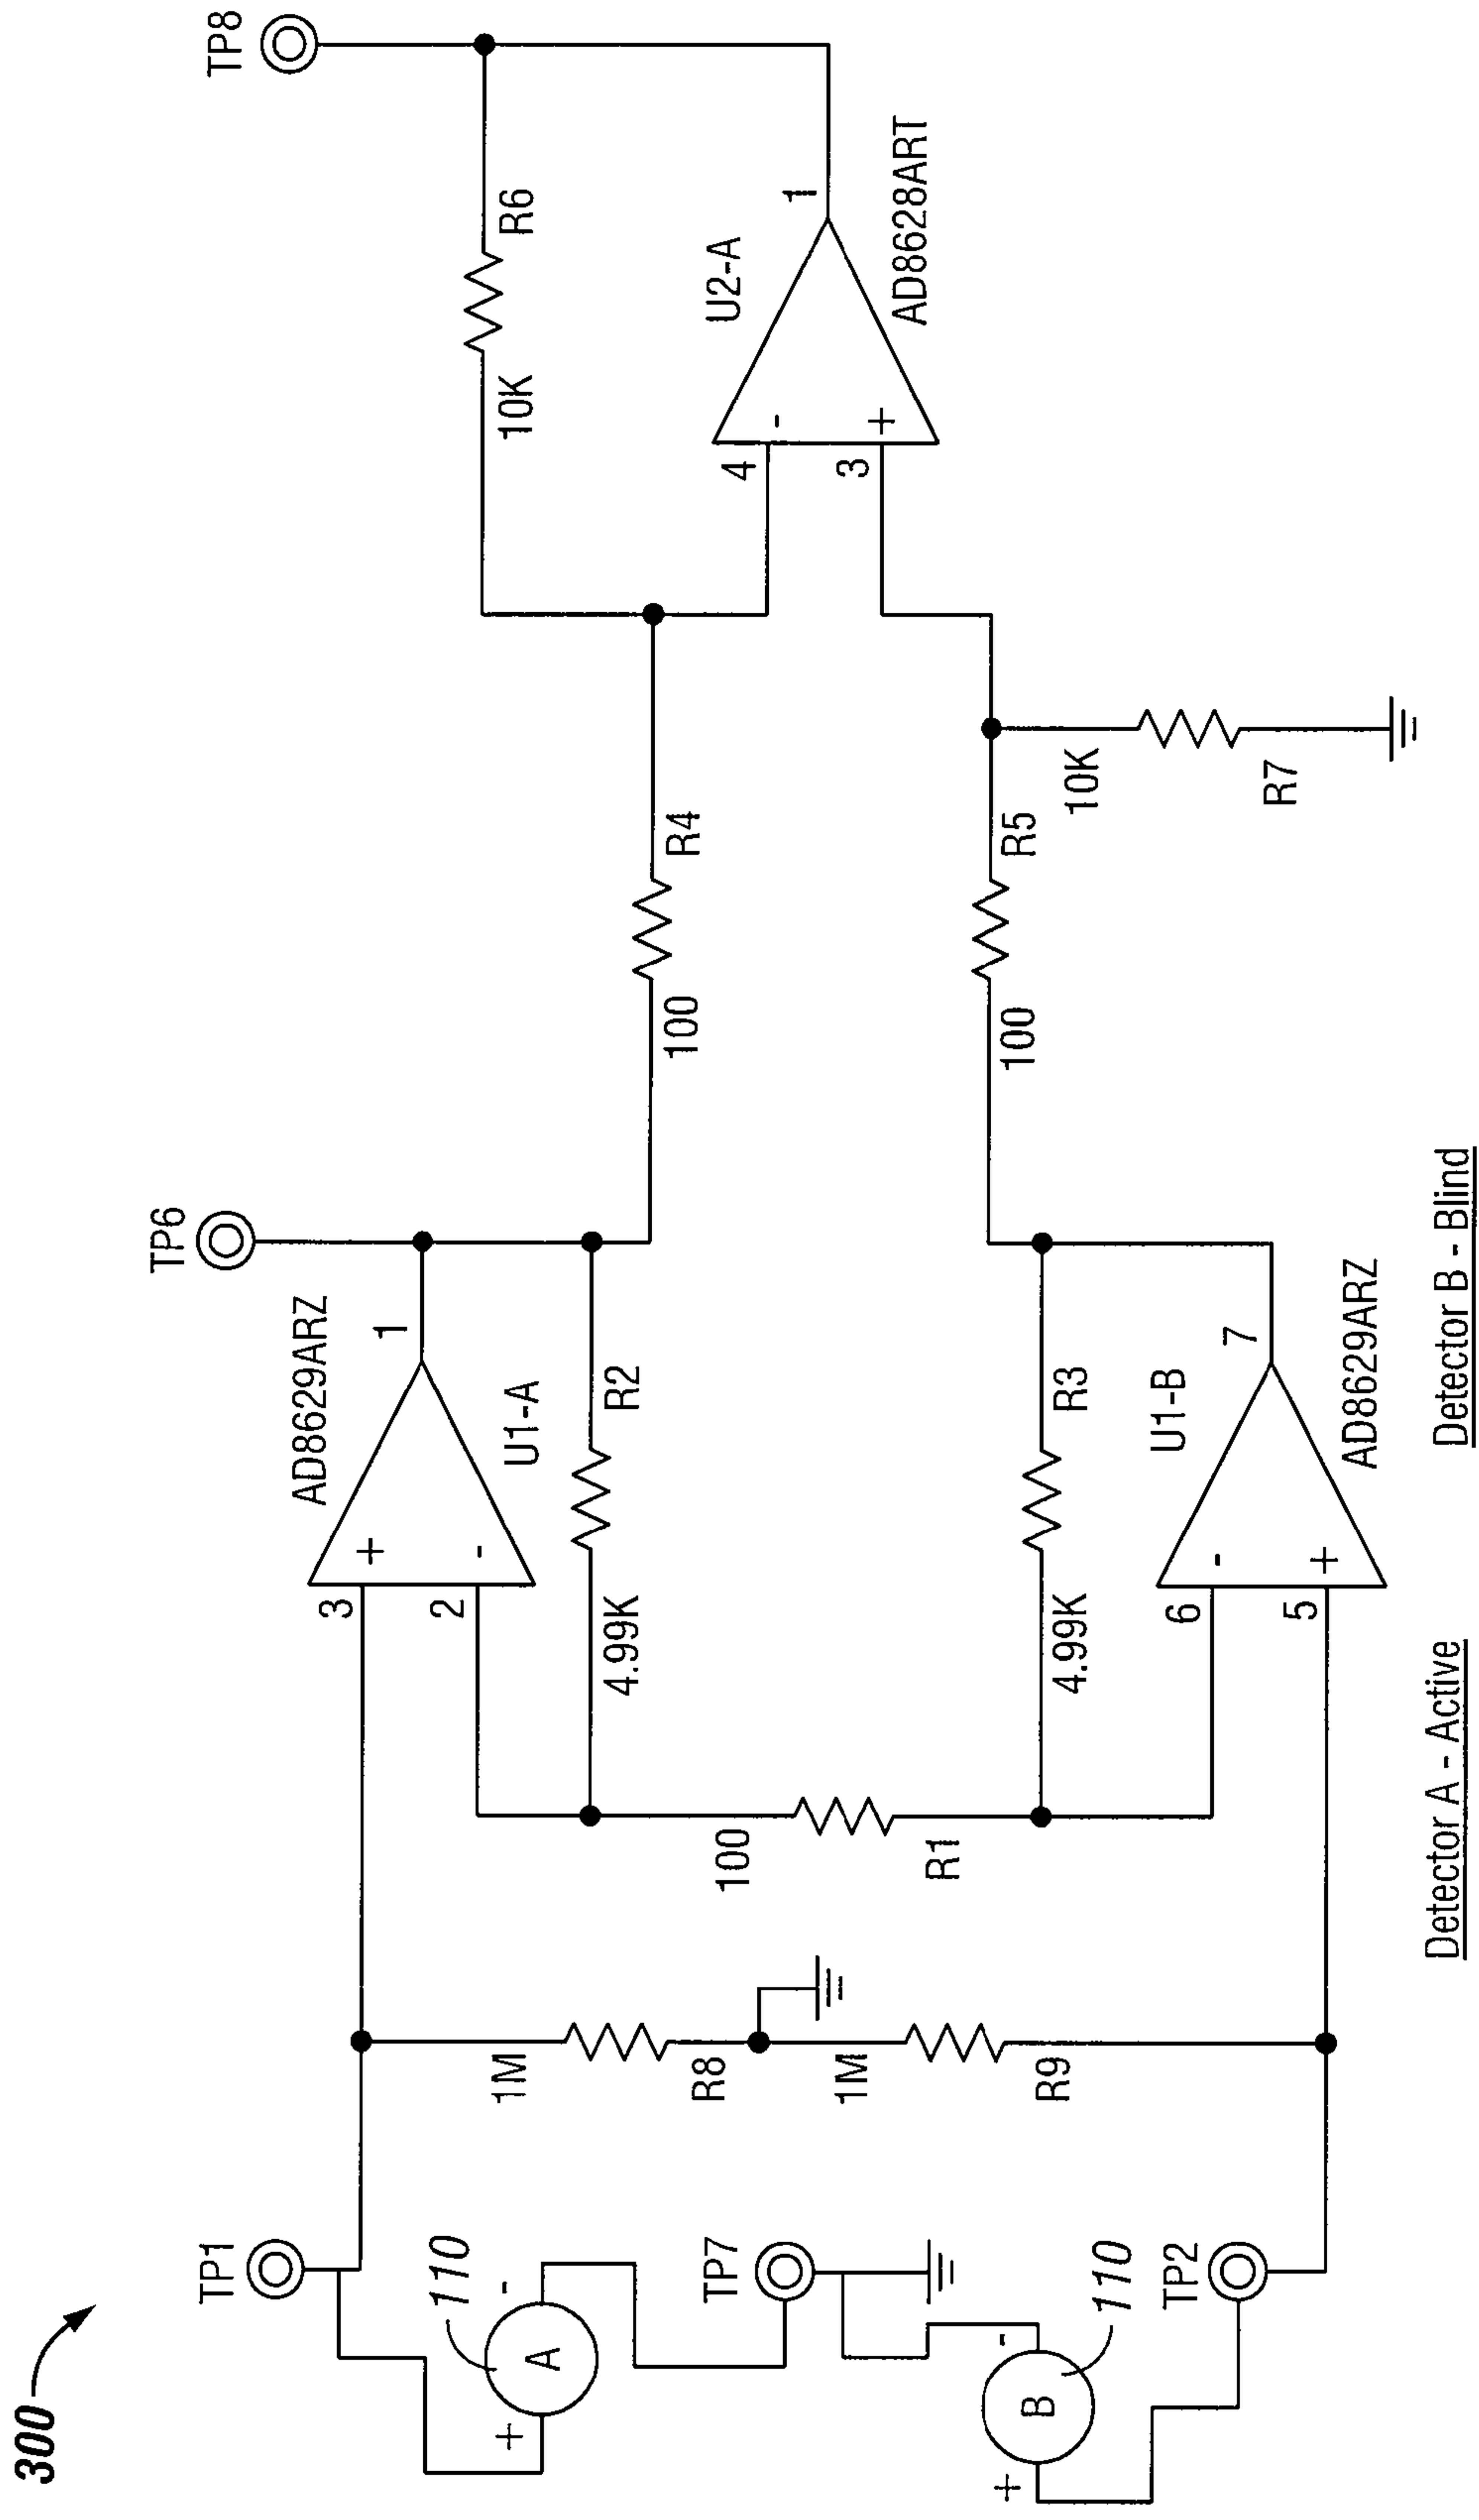 300
TP1
110
A
+
-
TP7
110
B
+
-
TP2
1M
R8
1M
R9
3
+
2
-
AD8629ARZ
U1-A
1
TP6
4.99K
R2
100
R1
4.99K
R3
6
-
5
+
U1-B
AD8629ARZ
7
100
R4
100
R5
10K
R7
10K
R6
4
-
3
+
U2-A
AD8628ART
1
TP8
Detector A - Active
Detector B - Blind